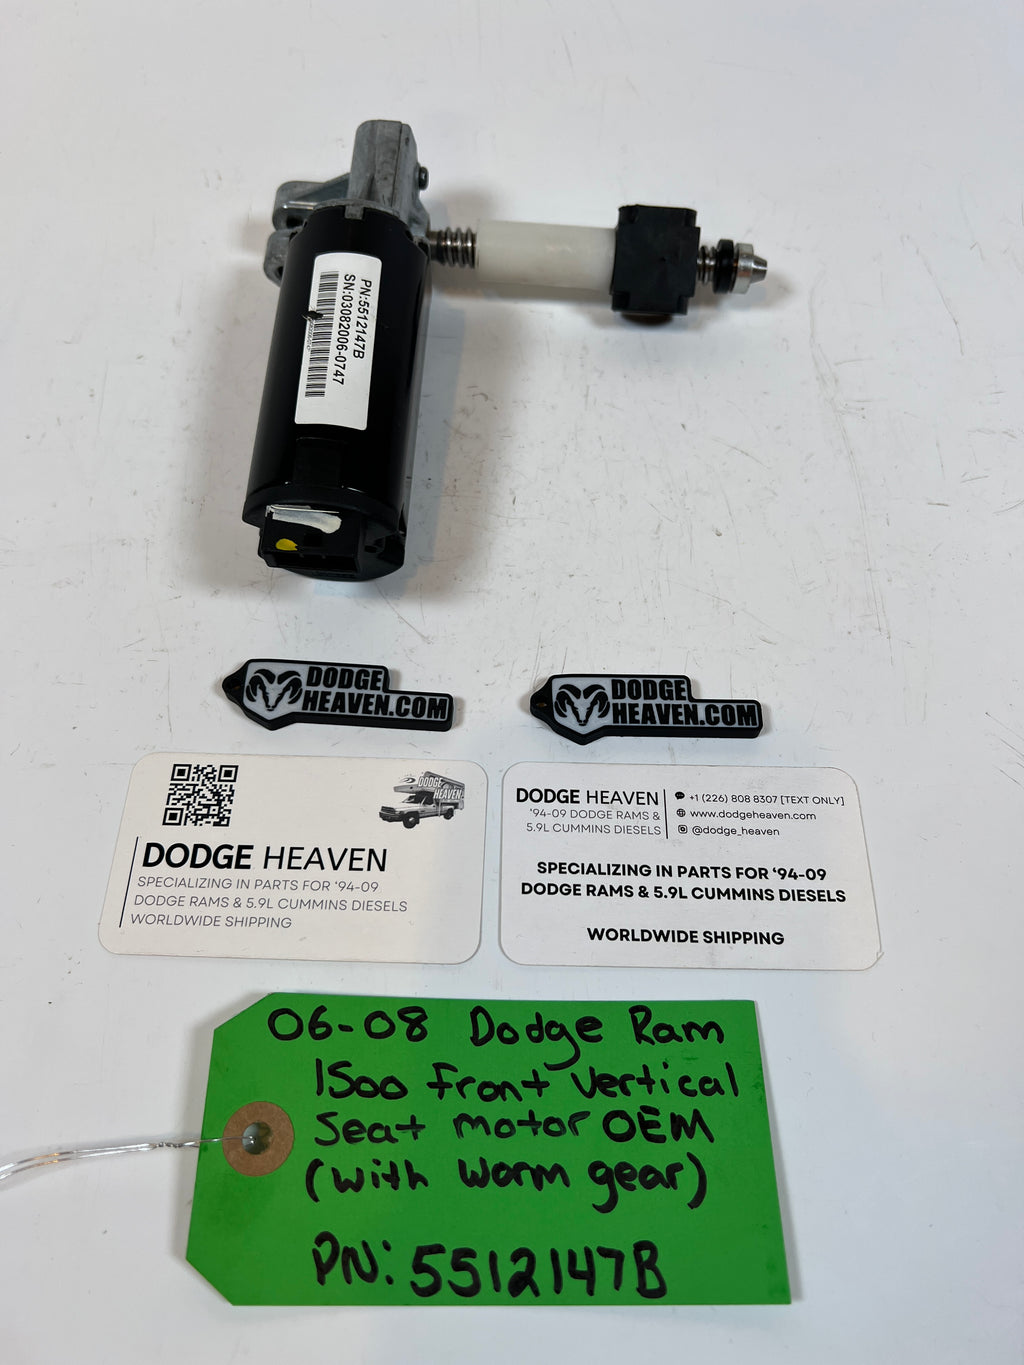 PN:5512147B
SN:03082006-0747
DODGE
HEAVEN.COM
DODGE
HEAVEN.COM
DODGE
HEAVEN
DODGE HEAVEN
SPECIALIZING IN PARTS FOR ‘94-09
DODGE RAMS & 5.9L CUMMINS DIESELS
WORLDWIDE SHIPPING
DODGE HEAVEN
‘94-09 DODGE RAMS &
5.9L CUMMINS DIESELS
+1 (226) 808 8307 [TEXT ONLY]
www.dodgeheaven.com
@dodge_heaven
SPECIALIZING IN PARTS FOR ‘94-09
DODGE RAMS & 5.9L CUMMINS DIESELS
WORLDWIDE SHIPPING
06-08 Dodge Ram
1500 Front Vertical
Seat motor OEM
(with worm gear)
PN: 5512147B